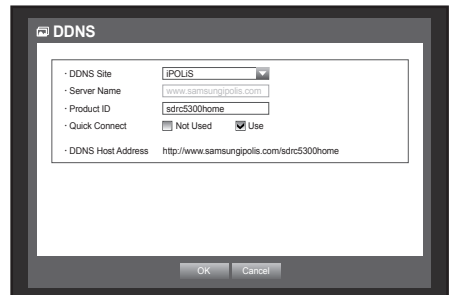 DDNS
· DDNS Site iPOLiS
· Server Name www.samsungipolis.com
· Product ID sdrc5300home
· Quick Connect Not Used Use
· DDNS Host Address http://www.samsungipolis.com/sdrc5300home
OK Cancel